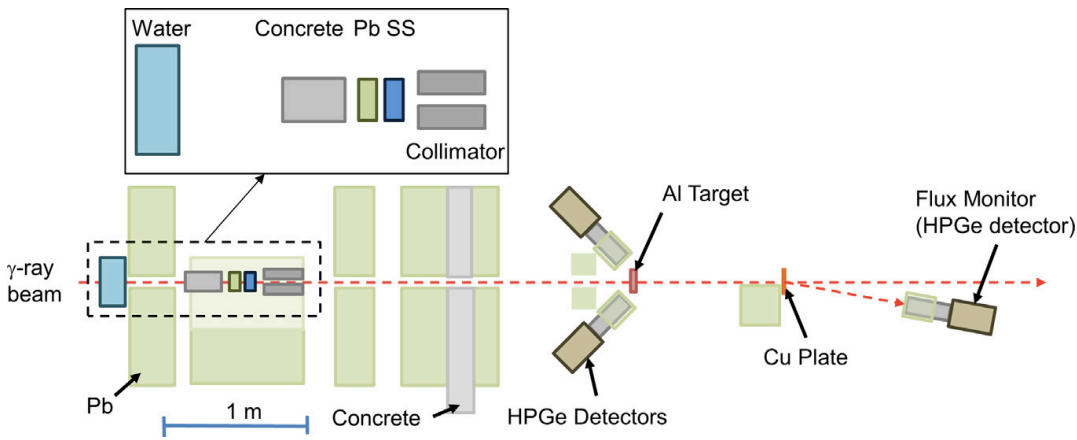 Water
Concrete Pb SS
Collimator
Al Target
Flux Monitor
(HPGe detector)
γ-ray
beam
Cu Plate
Pb
1 m
Concrete
HPGe Detectors